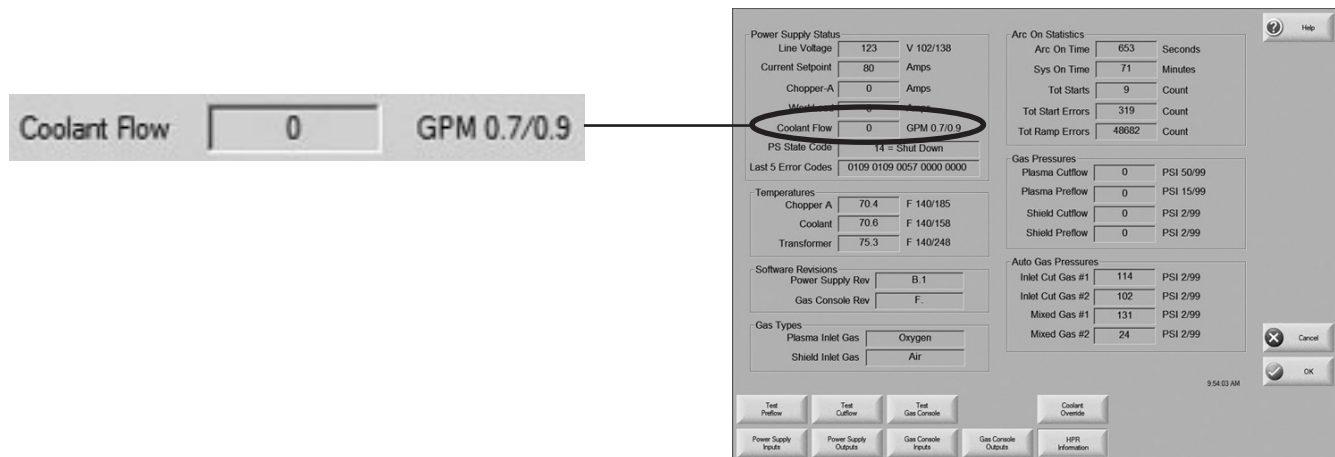 Coolant Flow 0 GPM 0.7/0.9
Power Supply Status
Line Voltage 123 V 102/138
Current Setpoint 80 Amps
Chopper-A 0 Amps
0 Amps
Coolant Flow 0 GPM 0.7/0.9
PS State Code 14 = Shut Down
Last 5 Error Codes 0109 0109 0057 0000 0000
Temperatures
Chopper A 70.4 F 140/185
Coolant 70.6 F 140/158
Transformer 75.3 F 140/248
Software Revisions
Power Supply Rev B.1
Gas Console Rev F.
Gas Types
Plasma Inlet Gas Oxygen
Shield Inlet Gas Air
Arc On Statistics
Arc On Time 653 Seconds
Sys On Time 71 Minutes
Tot Starts 9 Count
Tot Start Errors 319 Count
Tot Ramp Errors 48682 Count
Gas Pressures
Plasma Cutflow 0 PSI 50/99
Plasma Preflow 0 PSI 15/99
Shield Cutflow 0 PSI 2/99
Shield Preflow 0 PSI 2/99
Auto Gas Pressures
Inlet Cut Gas #1 114 PSI 2/99
Inlet Cut Gas #2 102 PSI 2/99
Mixed Gas #1 131 PSI 2/99
Mixed Gas #2 24 PSI 2/99
? Help
Cancel
OK
9:54:03 AM
Test Preflow
Test Cutflow
Test Gas Console
Coolant Override
Power Supply Inputs
Power Supply Outputs
Gas Console Inputs
Gas Console Outputs
HPR Information